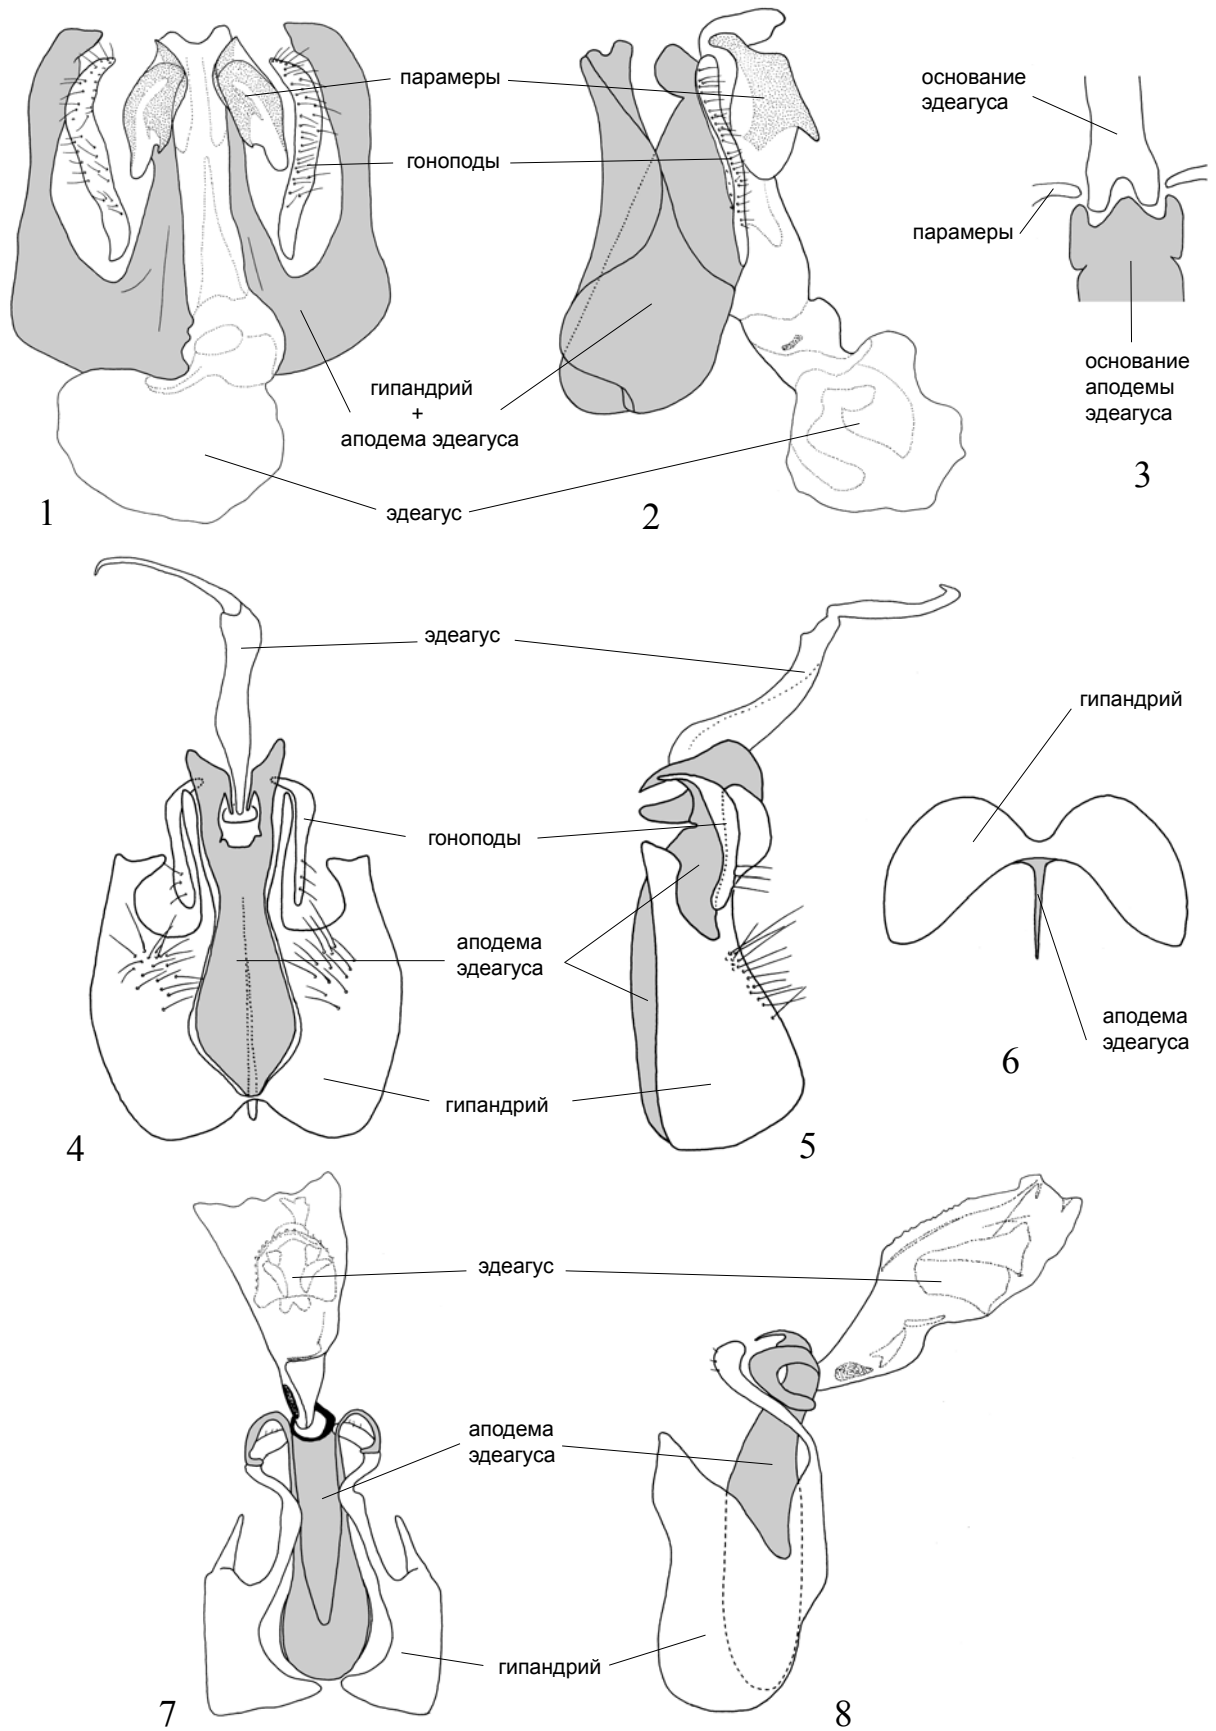 парамеры
гоноподы
гипандрий
+
аподема эдеагуса
эдеагус
1
2
основание
эдеагуса
парамеры
основание
аподемы
эдеагуса
3
эдеагус
гоноподы
аподема
эдеагуса
гипандрий
4
5
гипандрий
аподема
эдеагуса
6
эдеагус
аподема
эдеагуса
гипандрий
7
8